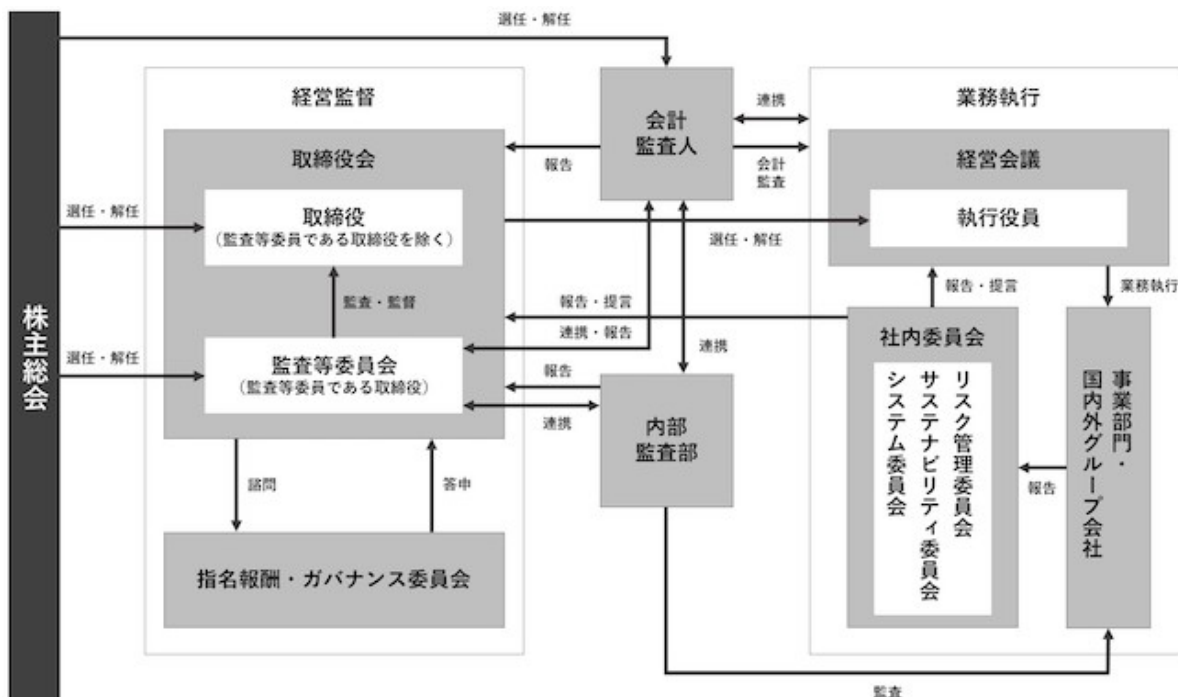 選任・解任
経営監督
会計
監査人
連携
業務執行
取締役会
報告
会計
監査
経営会議
選任・解任
取締役
(監査等委員である取締役を除く)
選任・解任
執行役員
監査・監督
報告・提言
報告・提言
業務執行
株主総会
選任・解任
監査等委員会
(監査等委員である取締役)
連携・報告
連携
社内委員会
報告
連携
内部
監査部
リスク管理委員会
サステナビリティ委員会
システム委員会
事業部門・
国内外グループ会社
報告
諮問
答申
指名報酬・ガバナンス委員会
監査